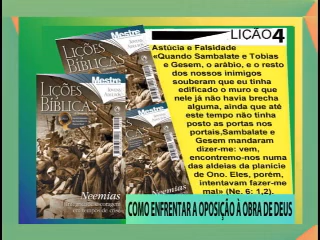 LIÇÃO4
Astúcia e Falsidade
«Quando Sambalate e Tobias
e Gesem, o arábio, e o resto
dos nossos inimigos
souberam que eu tinha
edificado o muro e que
nele já não havia brecha
alguma, ainda que até
este tempo não tinha
posto as portas nos
portais,Sambalate e
Gesem mandaram
dizer-me: vem,
encontremo-nos numa
das aldeias da planície
de Ono. Eles, porém,
intentavam fazer-me
mal» (Ne. 6: 1,2).
COMO ENFRENTAR A OPOSIÇÃO À OBRA DE DEUS
Mestre
LIÇÕES
BÍBLICAS
Mestre
LIÇÕES
BÍBLICAS
Neemias